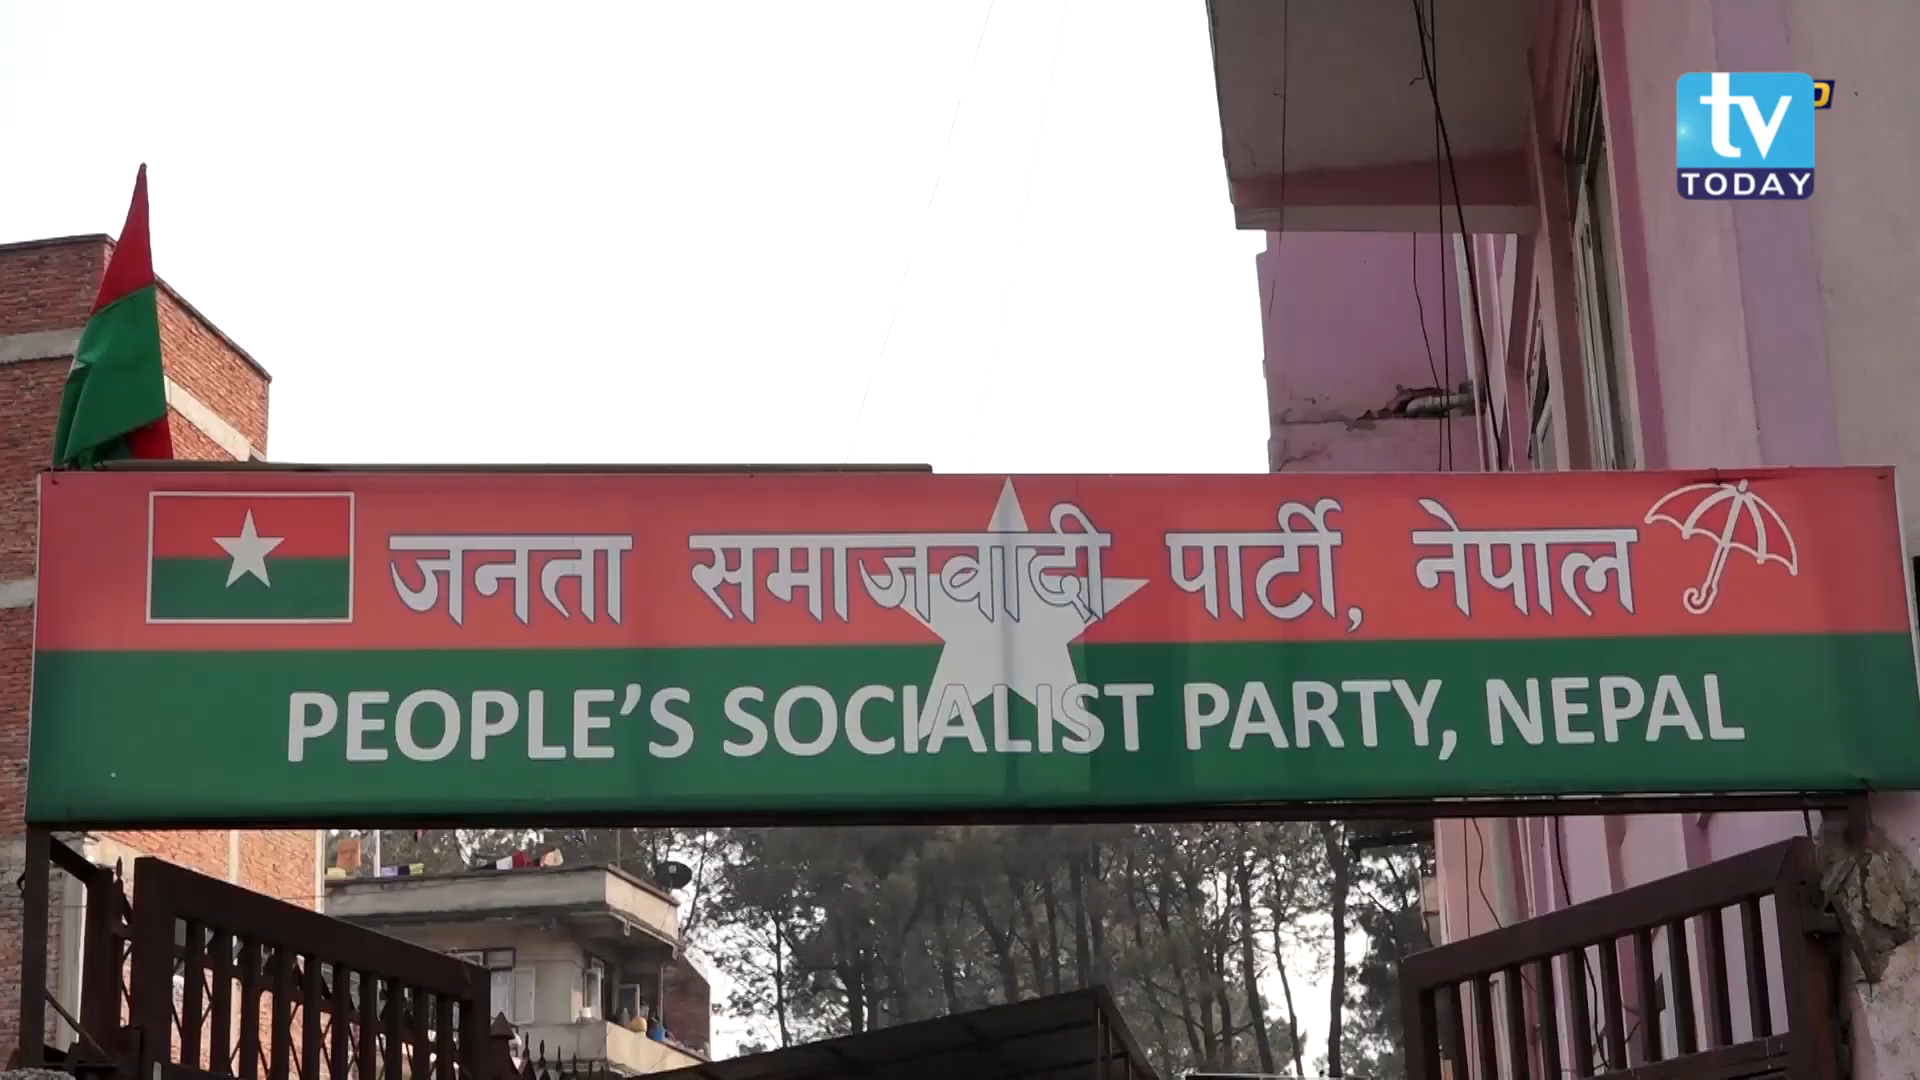 tv
TODAY
जनता समाजवादी पार्टी, नेपाल
PEOPLE'S SOCIALIST PARTY, NEPAL